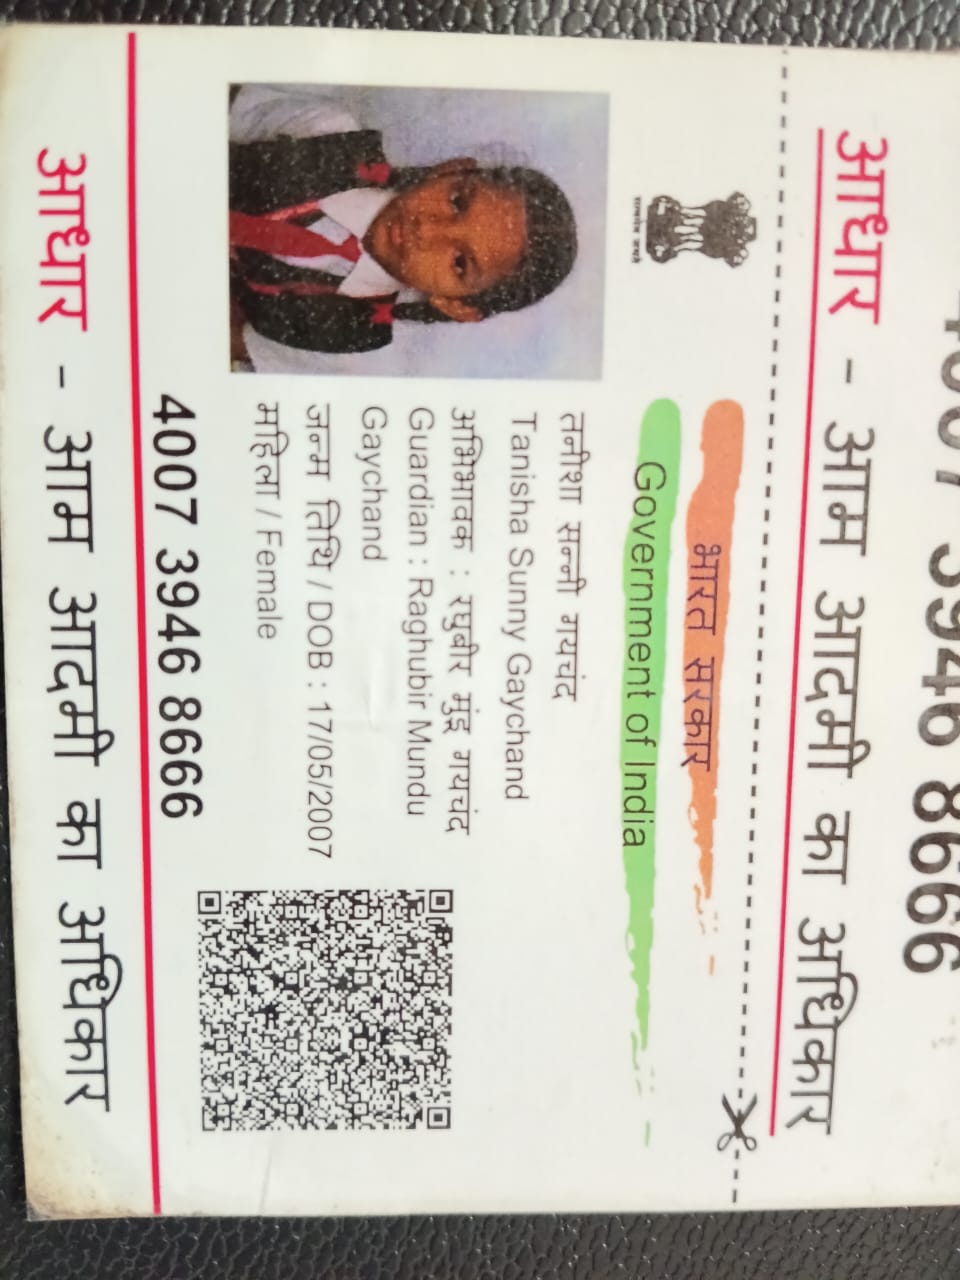 4007 3946 8666
आधार - आम आदमी का अधिकार
सत्यमेव जयते
भारत सरकार
Government of India
तनीशा सन्नी गयचंद
Tanisha Sunny Gaychand
अभिभावक : रघुबीर मुंडू गयचंद
Guardian : Raghubir Mundu
Gaychand
जन्म तिथि / DOB : 17/05/2007
महिला / Female
4007 3946 8666
आधार - आम आदमी का अधिकार